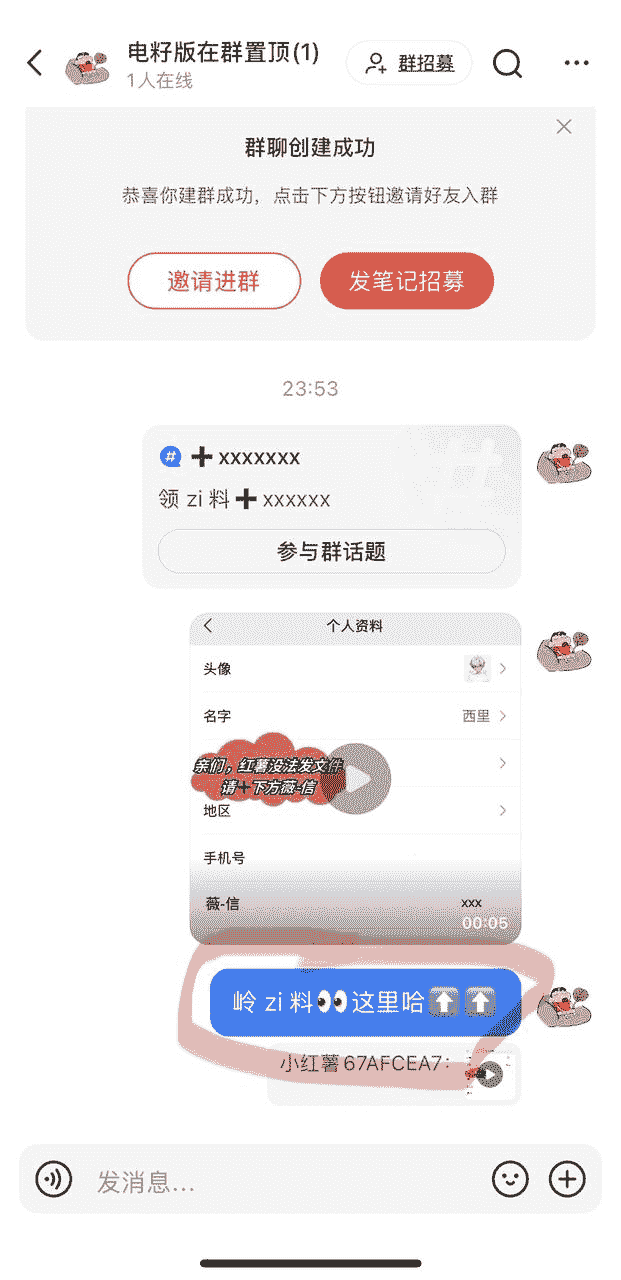 电籽版在群置顶(1)
1人在线
群招募
群聊创建成功
恭喜你建群成功，点击下方按钮邀请好友入群
邀请进群
发笔记招募
23:53
# ➕xxxxxxx
领 zi 料➕xxxxxx
参与群话题
个人资料
头像
名字
西里
亲们，红薯没法发文件
请➕下方薇-信
地区
手机号
薇-信
xxx
00:05
岭 zi 料👀这里哈⬆️⬆️
小红薯67AFCEA7:
发消息...